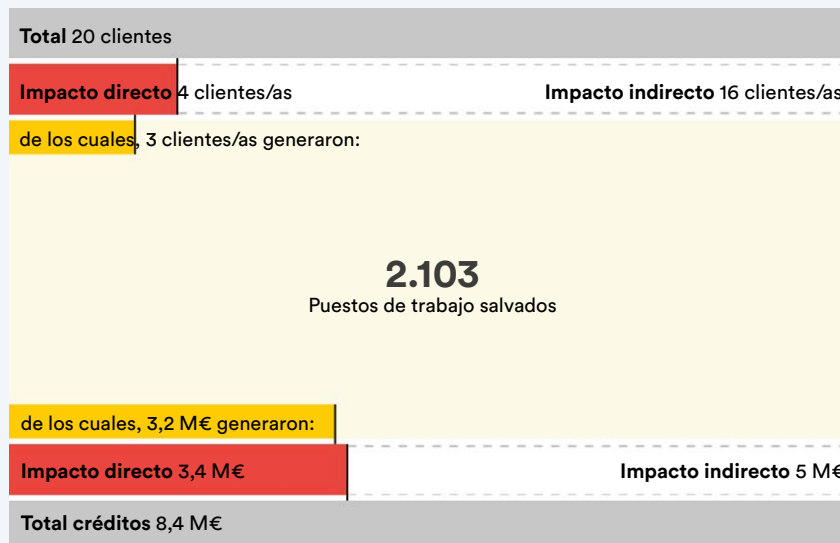 Total 20 clientes
Impacto directo 4 clientes/as Impacto indirecto 16 clientes/as
de los cuales, 3 clientes/as generaron:
2.103
Puestos de trabajo salvados
de los cuales, 3,2 M€ generaron:
Impacto directo 3,4 M€ Impacto indirecto 5 M€
Total créditos 8,4 M€